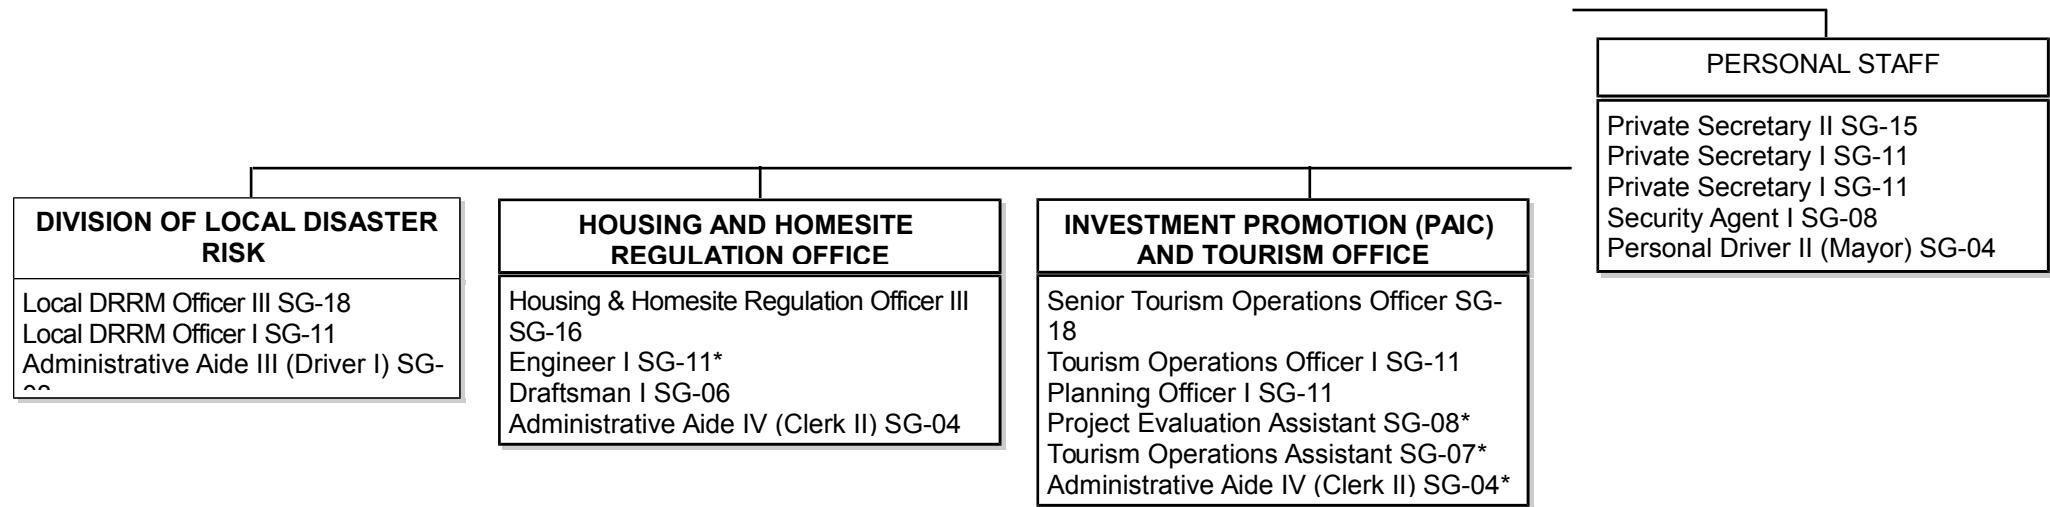 PERSONAL STAFF
Private Secretary II SG-15
Private Secretary I SG-11
Private Secretary I SG-11
Security Agent I SG-08
Personal Driver II (Mayor) SG-04
DIVISION OF LOCAL DISASTER
RISK
Local DRRM Officer III SG-18
Local DRRM Officer I SG-11
Administrative Aide III (Driver I) SG-
HOUSING AND HOMESITE
REGULATION OFFICE
Housing & Homesite Regulation Officer III
SG-16
Engineer I SG-11*
Draftsman I SG-06
Administrative Aide IV (Clerk II) SG-04
INVESTMENT PROMOTION (PAIC)
AND TOURISM OFFICE
Senior Tourism Operations Officer SG-
18
Tourism Operations Officer I SG-11
Planning Officer I SG-11
Project Evaluation Assistant SG-08*
Tourism Operations Assistant SG-07*
Administrative Aide IV (Clerk II) SG-04*